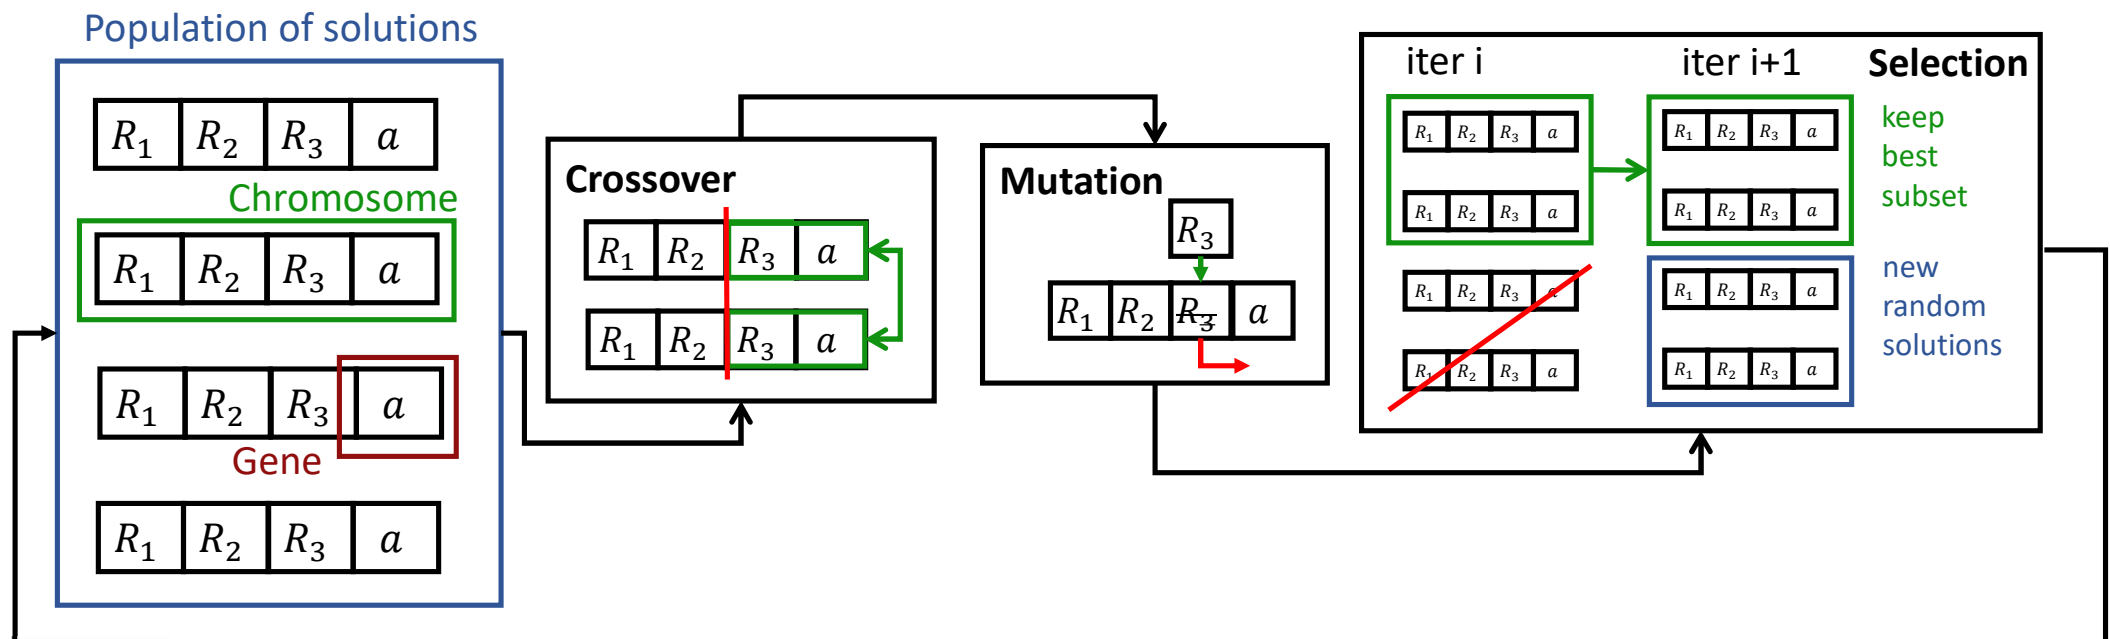 Population of solutions
R₁ R₂ R₃ a
Chromosome
R₁ R₂ R₃ a
R₁ R₂ R₃ a
Gene
R₁ R₂ R₃ a
Crossover
R₁ R₂ R₃ a
R₁ R₂ R₃ a
Mutation
R₃
R₁ R₂ R₃ a
iter i iter i+1 Selection
R₁ R₂ R₃ a R₁ R₂ R₃ a
R₁ R₂ R₃ a R₁ R₂ R₃ a
keep
best
subset
R₁ R₂ R₃ a R₁ R₂ R₃ a
R₁ R₂ R₃ a R₁ R₂ R₃ a
new
random
solutions